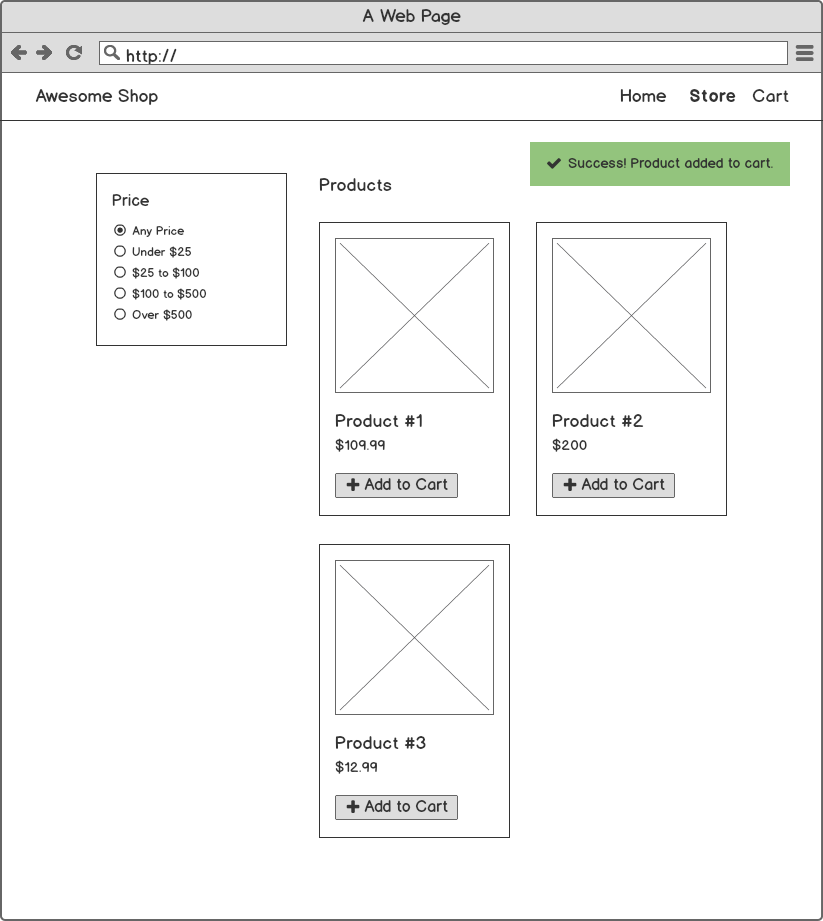 A Web Page
http://
Awesome Shop
Home Store Cart
Success! Product added to cart.
Price
Any Price
Under $25
$25 to $100
$100 to $500
Over $500
Products
Product #1
$109.99
Add to Cart
Product #2
$200
Add to Cart
Product #3
$12.99
Add to Cart